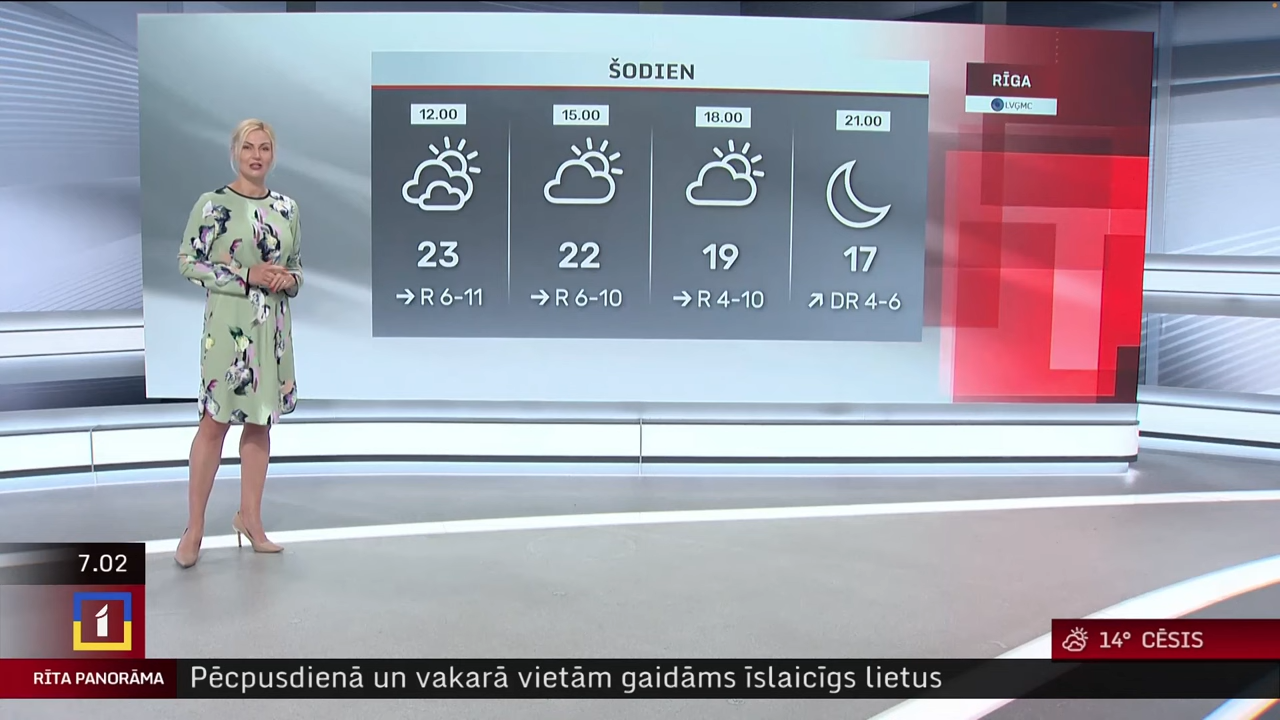 ŠODIEN
RĪGA
LVĢMC
12.00
15.00
18.00
21.00
23
22
19
17
→ R 6-11
→ R 6-10
→ R 4-10
↗ DR 4-6
7.02
1
14° CĒSIS
RĪTA PANORĀMA
Pēcpusdienā un vakarā vietām gaidāms īslaicīgs lietus